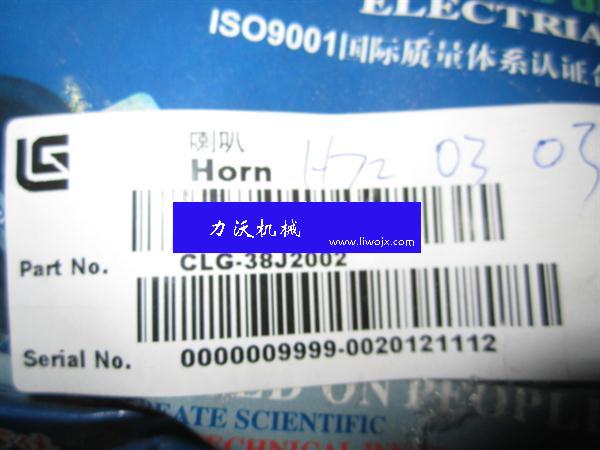 ELECTRIA
ISO9001国际质量体系认证合
LG
喇叭
Horn H72 03 03
力沃机械
www.liwojx.com
Part No. CLG-38J2002
Serial No. 0000009999-0020121112
ED ON PEOPLE
EATE SCIENTIFIC